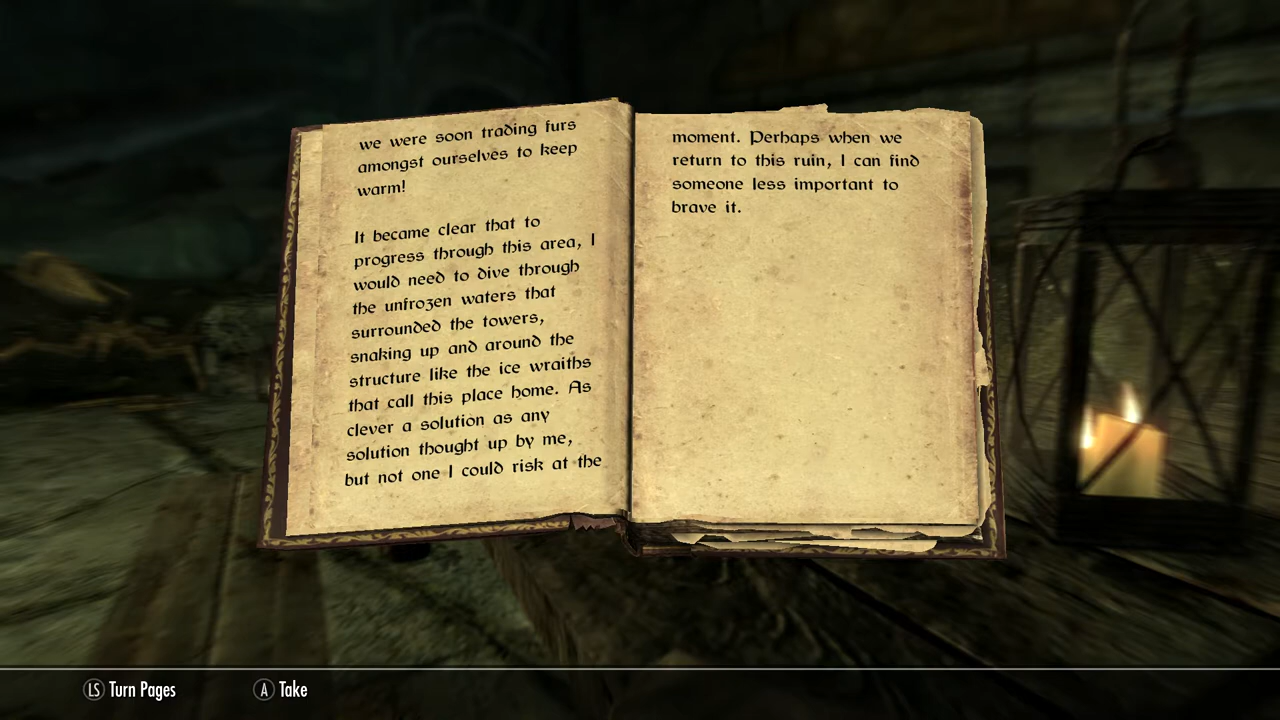 we were soon trading furs
amongst ourselves to keep
warm!
It became clear that to
progress through this area, I
would need to dive through
the unfrozen waters that
surrounded the towers,
snaking up and around the
structure like the ice wraiths
that call this place home. As
clever a solution as any
solution thought up by me,
but not one I could risk at the
moment. Perhaps when we
return to this ruin, I can find
someone less important to
brave it.
LS Turn Pages
A Take